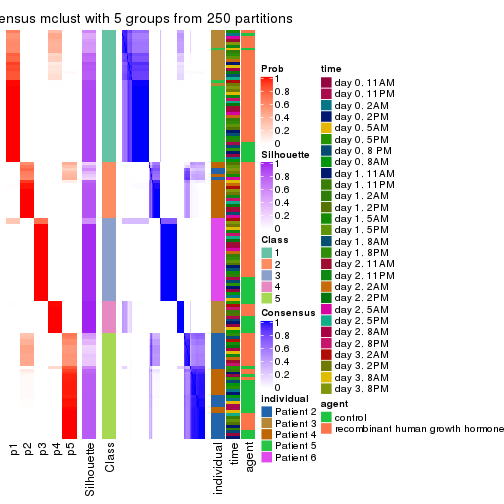 ensus mclust with 5 groups from 250 partitions
Prob
1
0.8
0.6
0.4
0.2
0
Silhouette
1
0.8
0.6
0.4
0.2
0
Class
1
2
3
4
5
Consensus
1
0.8
0.6
0.4
0.2
0
individual
Patient 2
Patient 3
Patient 4
Patient 5
Patient 6
time
day 0. 11AM
day 0. 11PM
day 0. 2AM
day 0. 2PM
day 0. 5AM
day 0. 5PM
day 0. 8 PM
day 0. 8AM
day 1. 11AM
day 1. 11PM
day 1. 2AM
day 1. 2PM
day 1. 5AM
day 1. 5PM
day 1. 8AM
day 1. 8PM
day 2. 11AM
day 2. 11PM
day 2. 2AM
day 2. 2PM
day 2. 5AM
day 2. 5PM
day 2. 8AM
day 2. 8PM
day 3. 2AM
day 3. 2PM
day 3. 8AM
day 3. 8PM
agent
control
recombinant human growth hormone
p1
p2
p3
p4
p5
Silhouette
Class
individual
time
agent